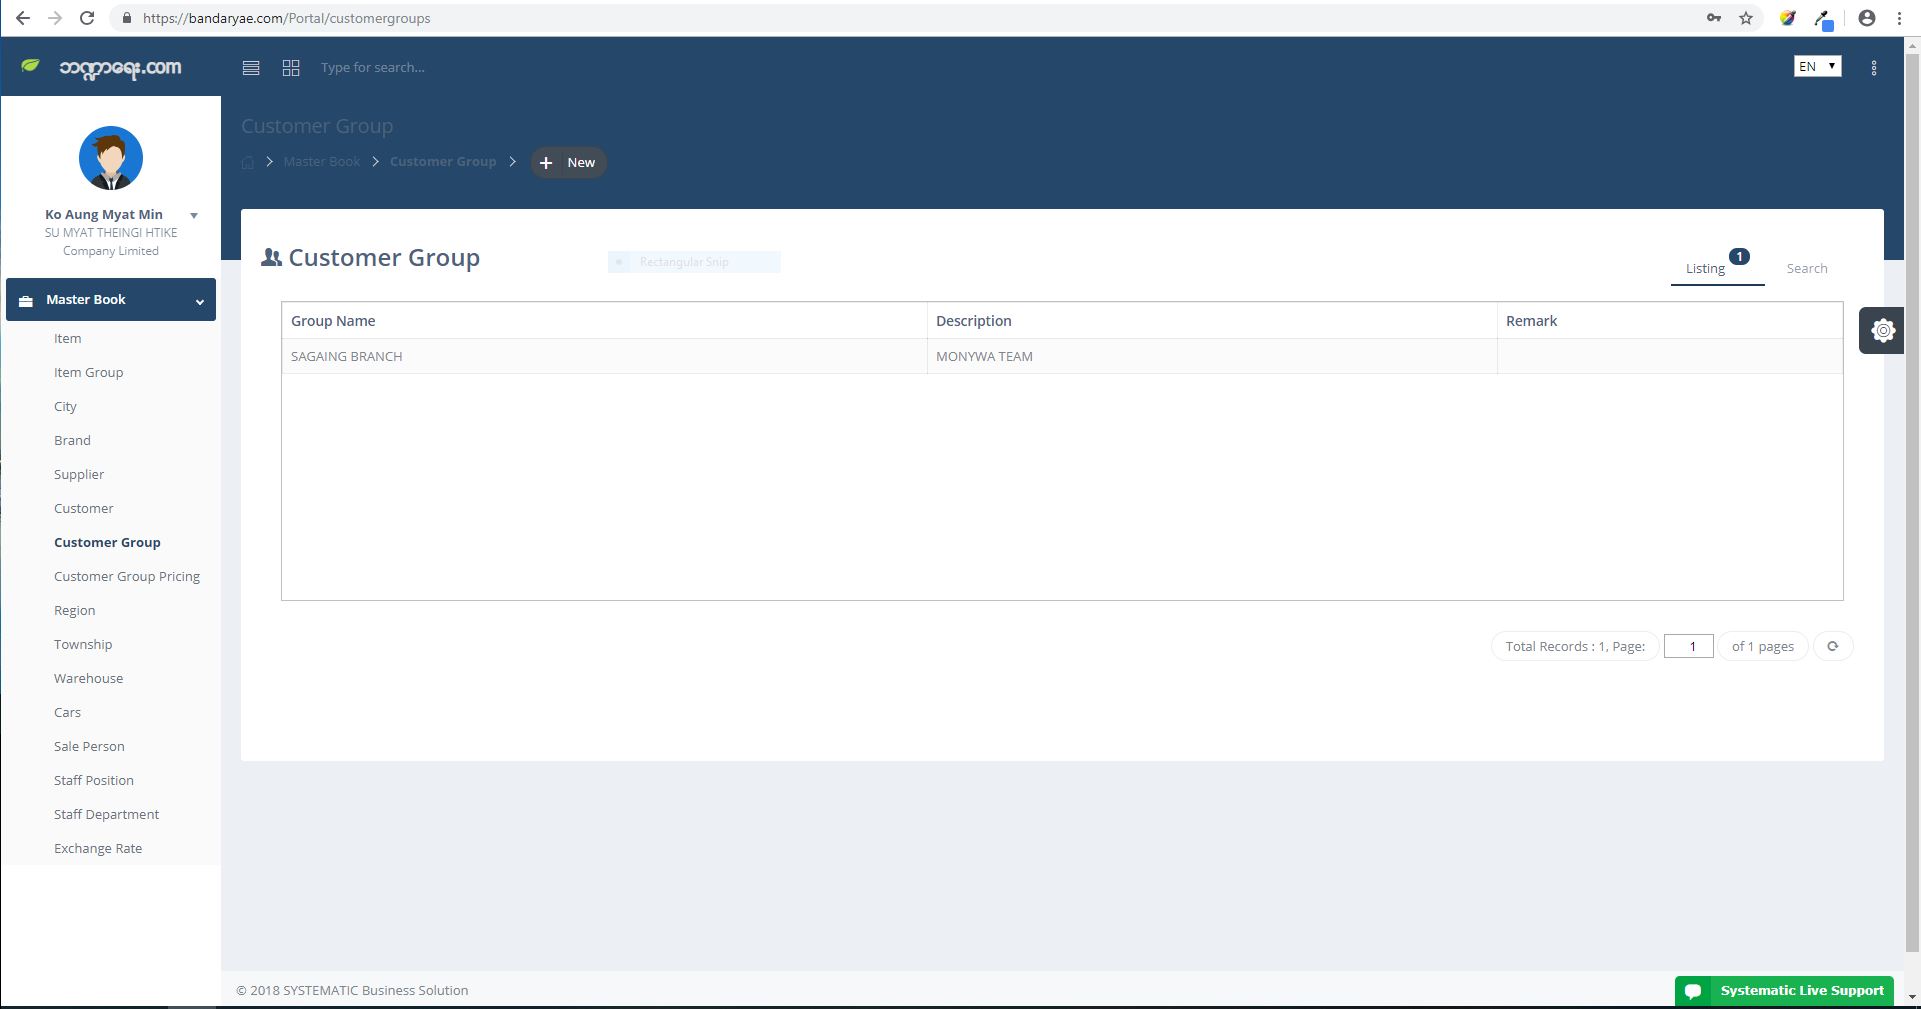 https://bandaryae.com/Portal/customergroups
ဘဏ္ဍာရေး.com
Type for search...
EN
Customer Group
Master Book
Customer Group
+ New
Ko Aung Myat Min
SU MYAT THEINGI HTIKE
Company Limited
Master Book
Item
Item Group
City
Brand
Supplier
Customer
Customer Group
Customer Group Pricing
Region
Township
Warehouse
Cars
Sale Person
Staff Position
Staff Department
Exchange Rate
Customer Group
Rectangular Snip
Listing 1
Search
Group Name Description Remark
SAGAING BRANCH MONYWA TEAM
Total Records : 1, Page: 1 of 1 pages
© 2018 SYSTEMATIC Business Solution
Systematic Live Support